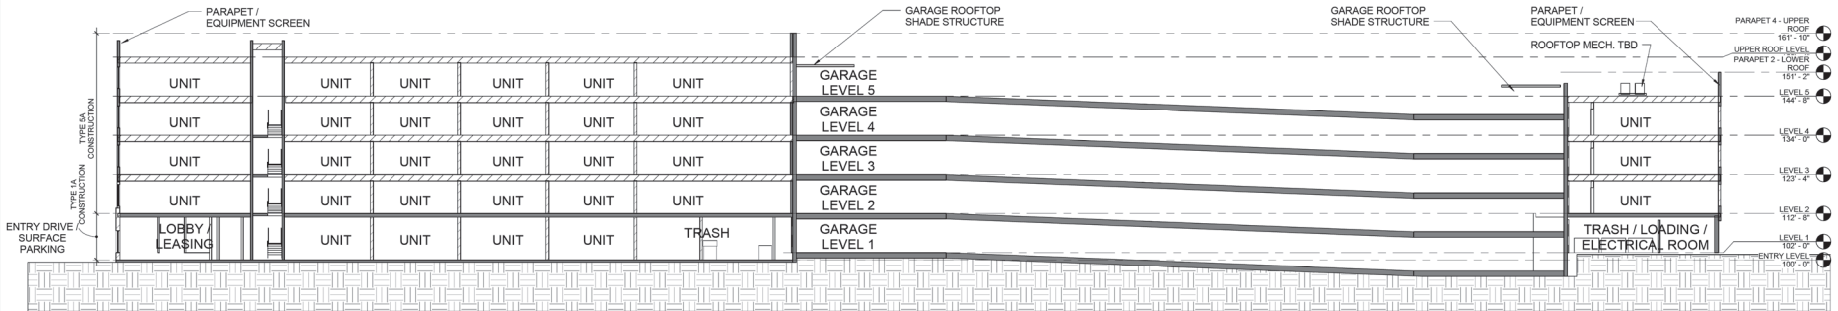 PARAPET /
EQUIPMENT SCREEN
GARAGE ROOFTOP
SHADE STRUCTURE
GARAGE ROOFTOP
SHADE STRUCTURE
PARAPET /
EQUIPMENT SCREEN
ROOFTOP MECH. TBD
PARAPET 4 - UPPER
ROOF
161' - 10"
UPPER ROOF LEVEL
PARAPET 2 - LOWER
ROOF
151' - 2"
LEVEL 5
144' - 8"
LEVEL 4
134' - 0"
LEVEL 3
123' - 4"
LEVEL 2
112' - 8"
LEVEL 1
102' - 0"
ENTRY LEVEL
100' - 0"
TYPE 5A
CONSTRUCTION
TYPE 1A
CONSTRUCTION
ENTRY DRIVE /
SURFACE
PARKING
UNIT UNIT UNIT UNIT UNIT UNIT
GARAGE
LEVEL 5
UNIT UNIT UNIT UNIT UNIT UNIT
GARAGE
LEVEL 4
UNIT
UNIT UNIT UNIT UNIT UNIT UNIT
GARAGE
LEVEL 3
UNIT
UNIT UNIT UNIT UNIT UNIT UNIT
GARAGE
LEVEL 2
UNIT
LOBBY /
LEASING
UNIT UNIT UNIT UNIT
TRASH
GARAGE
LEVEL 1
TRASH / LOADING /
ELECTRICAL ROOM